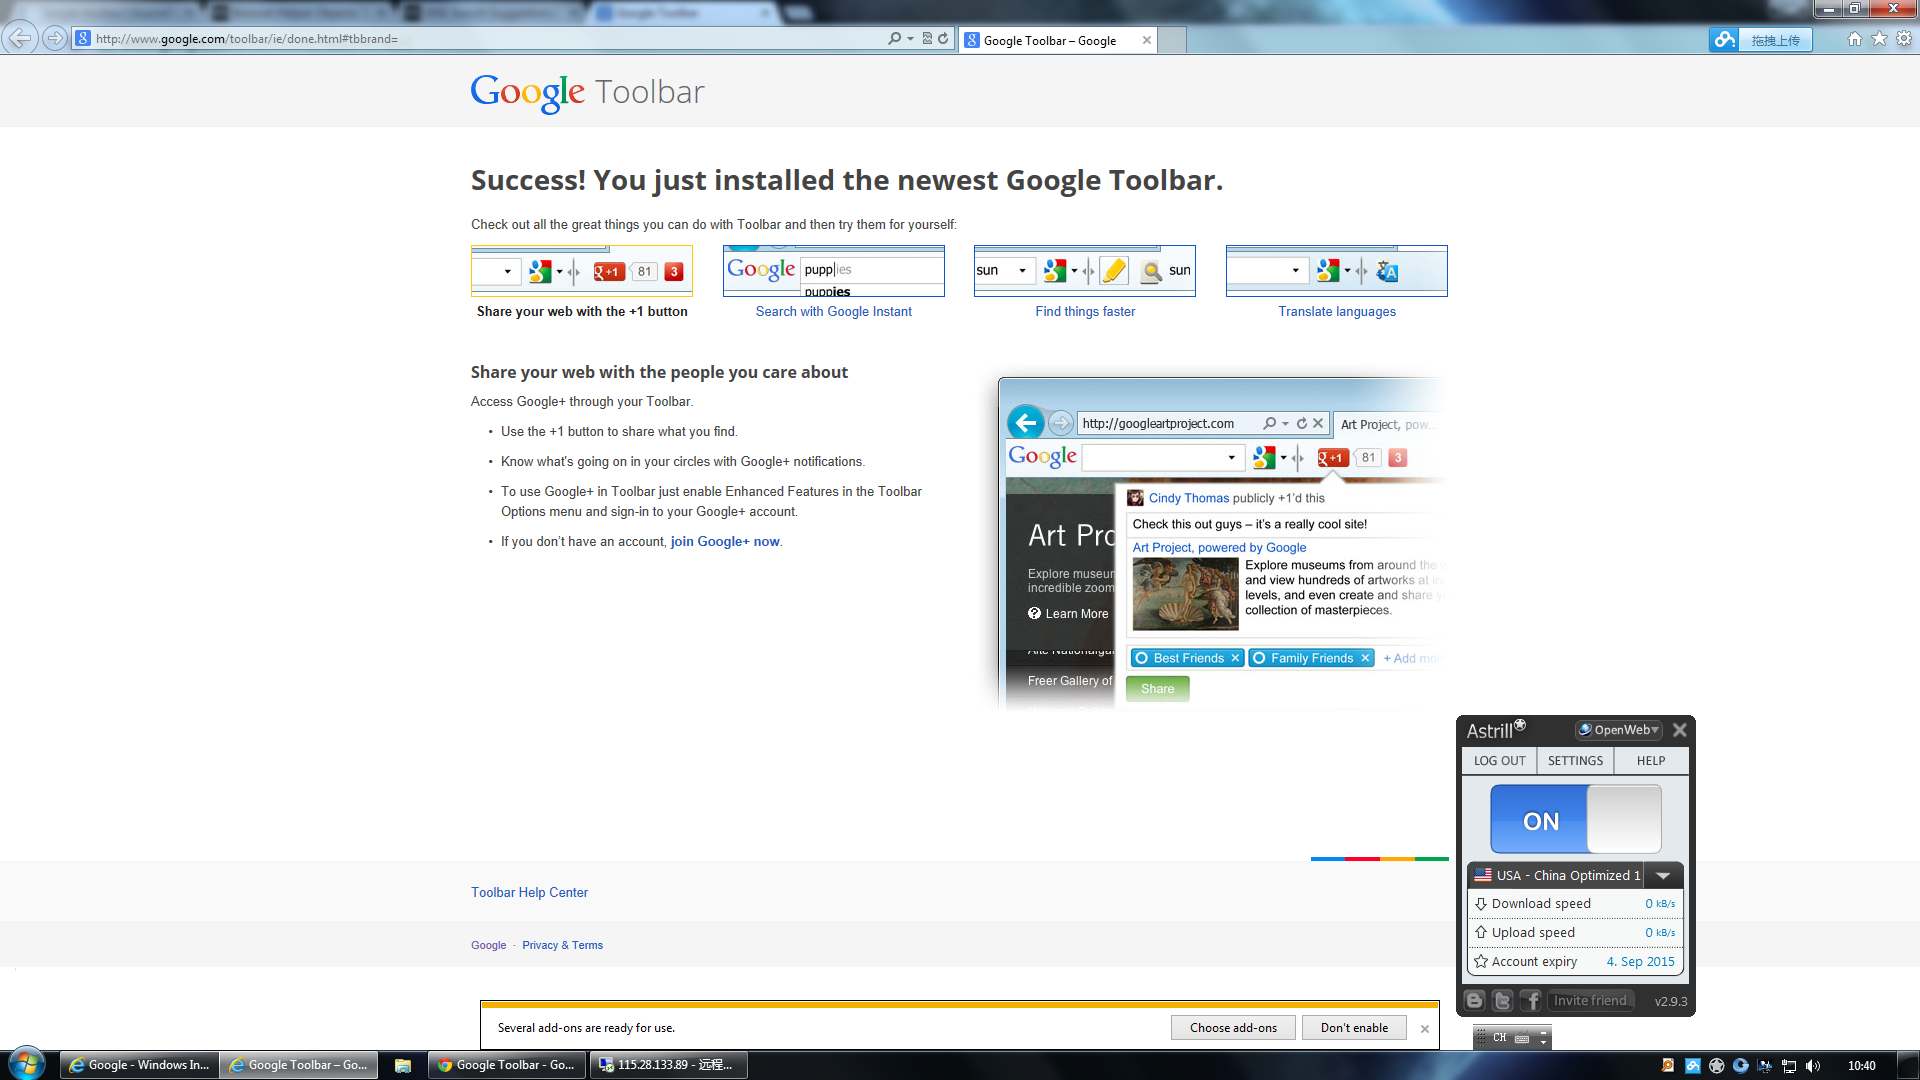 http://www.google.com/toolbar/ie/done.html#tbbrand=
Google Toolbar – Google
拖拽上传
Google Toolbar
Success! You just installed the newest Google Toolbar.
Check out all the great things you can do with Toolbar and then try them for yourself:
g+1 81 3
Google pupp|ies
puppies
sun sun
Share your web with the +1 button
Search with Google Instant
Find things faster
Translate languages
Share your web with the people you care about
Access Google+ through your Toolbar.
• Use the +1 button to share what you find.
• Know what's going on in your circles with Google+ notifications.
• To use Google+ in Toolbar just enable Enhanced Features in the Toolbar
Options menu and sign-in to your Google+ account.
• If you don't have an account, join Google+ now.
http://googleartproject.com
Art Project, pow...
Google
g+1 81 3
Cindy Thomas publicly +1'd this
Check this out guys – it's a really cool site!
Art Project, powered by Google
Explore museums from around the
and view hundreds of artworks at
levels, and even create and share
collection of masterpieces.
Best Friends × Family Friends × + Add
Share
Art Pro
Explore museum
incredible zoom
Learn More
Freer Gallery of
Astrill OpenWeb
LOG OUT SETTINGS HELP
ON
USA - China Optimized 1
Download speed 0 kB/s
Upload speed 0 kB/s
Account expiry 4. Sep 2015
Invite friend v2.9.3
Toolbar Help Center
Google · Privacy & Terms
Several add-ons are ready for use.
Choose add-ons
Don't enable
CH
Google - Windows In...
Google Toolbar – Go...
Google Toolbar - Go...
115.28.133.89 - 远程...
10:40